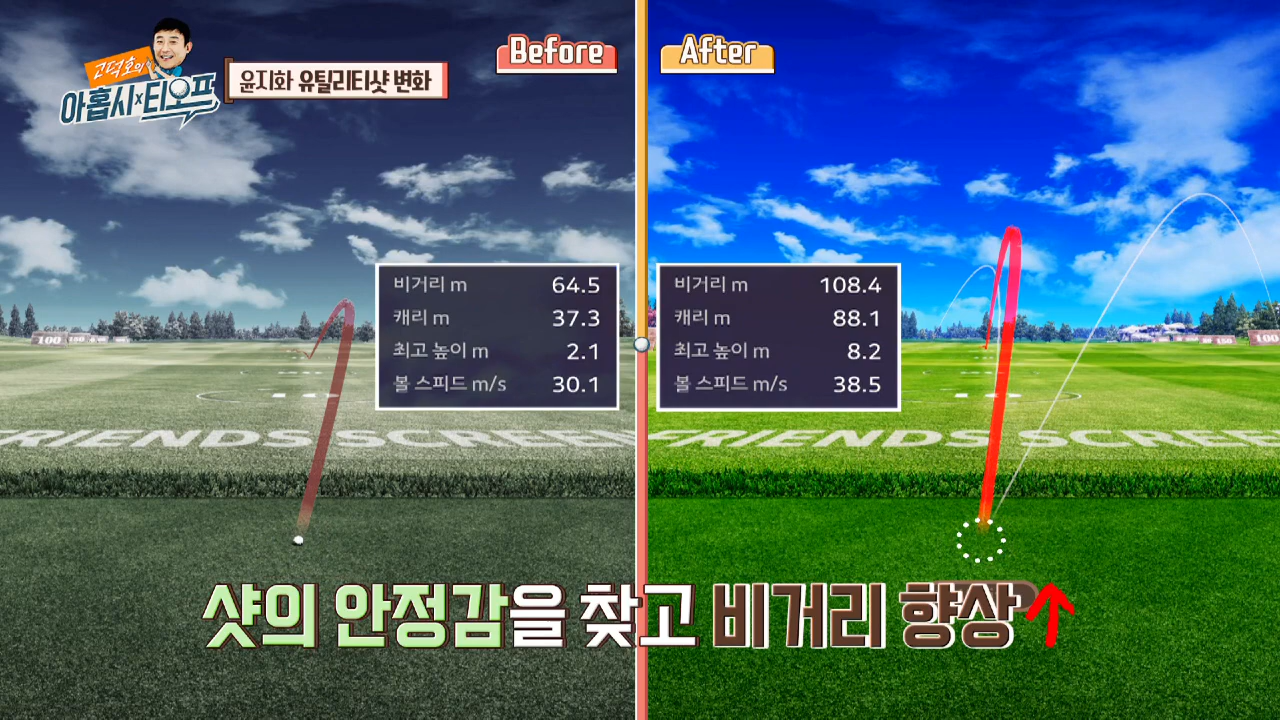 고덕호의
아홉시x티오프
윤지화 유틸리티샷 변화
Before
After
비거리 m 64.5
캐리 m 37.3
최고 높이 m 2.1
볼 스피드 m/s 30.1
비거리 m 108.4
캐리 m 88.1
최고 높이 m 8.2
볼 스피드 m/s 38.5
100
150
100
FRIENDS SCREEN
FRIENDS SCREE
샷의 안정감을 찾고 비거리 향상↑